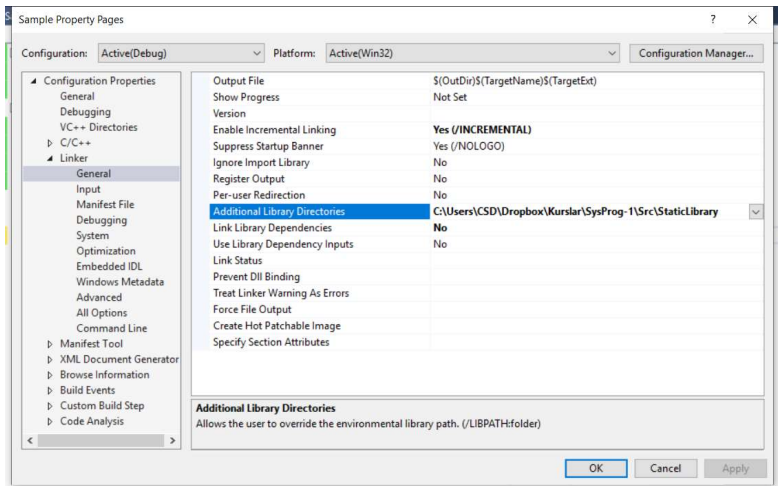 Sample Property Pages ? ×
Configuration: Active(Debug) Platform: Active(Win32) Configuration Manager...
Configuration Properties
General
Debugging
VC++ Directories
C/C++
Linker
General
Input
Manifest File
Debugging
System
Optimization
Embedded IDL
Windows Metadata
Advanced
All Options
Command Line
Manifest Tool
XML Document Generator
Browse Information
Build Events
Custom Build Step
Code Analysis
Output File $(OutDir)$(TargetName)$(TargetExt)
Show Progress Not Set
Version
Enable Incremental Linking Yes (/INCREMENTAL)
Suppress Startup Banner Yes (/NOLOGO)
Ignore Import Library No
Register Output No
Per-user Redirection No
Additional Library Directories C:\Users\CSD\Dropbox\Kurslar\SysProg-1\Src\StaticLibrary
Link Library Dependencies No
Use Library Dependency Inputs No
Link Status
Prevent Dll Binding
Treat Linker Warning As Errors
Force File Output
Create Hot Patchable Image
Specify Section Attributes
Additional Library Directories
Allows the user to override the environmental library path. (/LIBPATH:folder)
OK Cancel Apply